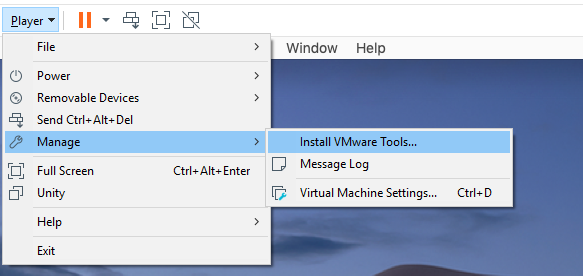 Player
Window Help
File
Power
Removable Devices
Send Ctrl+Alt+Del
Manage
Install VMware Tools...
Message Log
Full Screen Ctrl+Alt+Enter
Unity
Virtual Machine Settings... Ctrl+D
Help
Exit